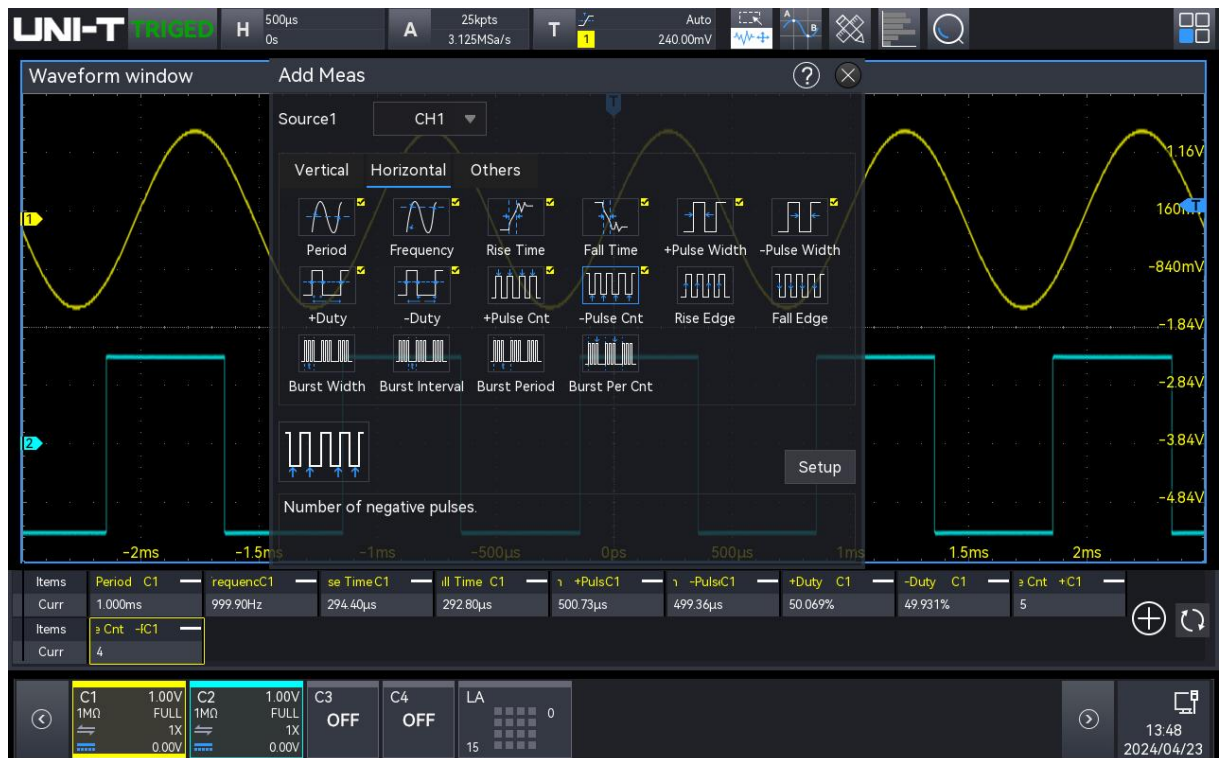 UNI-T TRIGED H 500μs 0s A 25kpts 3.125MSa/s T 1 Auto 240.00mV A B
Waveform window
Add Meas ?
Source1 CH1
T
Vertical Horizontal Others
1.16V
1
T
Period Frequency Rise Time Fall Time +Pulse Width -Pulse Width
-840mV
+Duty -Duty +Pulse Cnt -Pulse Cnt Rise Edge Fall Edge
-1.84V
Burst Width Burst Interval Burst Period Burst Per Cnt
-2.84V
2
-3.84V
Setup
-4.84V
Number of negative pulses.
-2ms -1.5ms -1ms -500μs 0ps 500μs 1ms 1.5ms 2ms
Items Period C1 requencC1 se TimeC1 Time C1 +PulsC1 -PulsC1 +Duty C1 -Duty C1 Cnt +C1
Curr 1.000ms 999.90Hz 294.40μs 292.80μs 500.73μs 499.36μs 50.069% 49.931% 5
Items Cnt C1
Curr 4
C1 1.00V C2 1.00V C3 C4 LA
1MΩ FULL 1MΩ FULL OFF OFF 0
1X 1X
0.00V 0.00V 15
13:48
2024/04/23